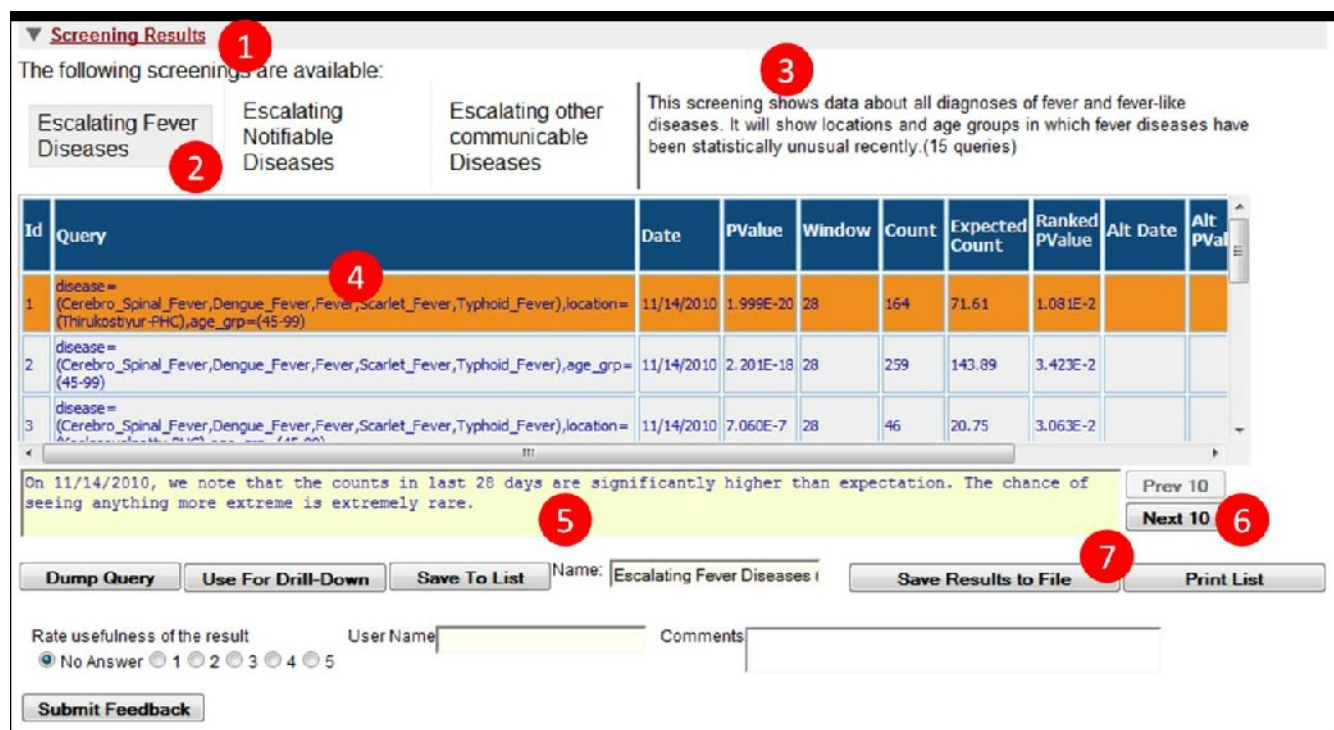 ▼ Screening Results
1
The following screenings are available:
3
Escalating Fever
Diseases
2
Escalating
Notifiable
Diseases
Escalating other
communicable
Diseases
This screening shows data about all diagnoses of fever and fever-like
diseases. It will show locations and age groups in which fever diseases have
been statistically unusual recently.(15 queries)
Id Query Date PValue Window Count Expected Count Ranked PValue Alt Date Alt PVal
4
disease=
1 (Cerebro_Spinal_Fever,Dengue_Fever,Fever,Scarlet_Fever,Typhoid_Fever),location= 11/14/2010 1.999E-20 28 164 71.61 1.081E-2
(Thirukostiyur-PHC),age_grp=(45-99)
disease=
2 (Cerebro_Spinal_Fever,Dengue_Fever,Fever,Scarlet_Fever,Typhoid_Fever),age_grp= 11/14/2010 2.201E-18 28 259 143.89 3.423E-2
(45-99)
disease=
3 (Cerebro_Spinal_Fever,Dengue_Fever,Fever,Scarlet_Fever,Typhoid_Fever),location= 11/14/2010 7.060E-7 28 46 20.75 3.063E-2
On 11/14/2010, we note that the counts in last 28 days are significantly higher than expectation. The chance of
seeing anything more extreme is extremely rare.
5
Prev 10
Next 10
6
7
Dump Query Use For Drill-Down Save To List Name: Escalating Fever Diseases ( Save Results to File Print List
Rate usefulness of the result User Name Comments
No Answer 1 2 3 4 5
Submit Feedback